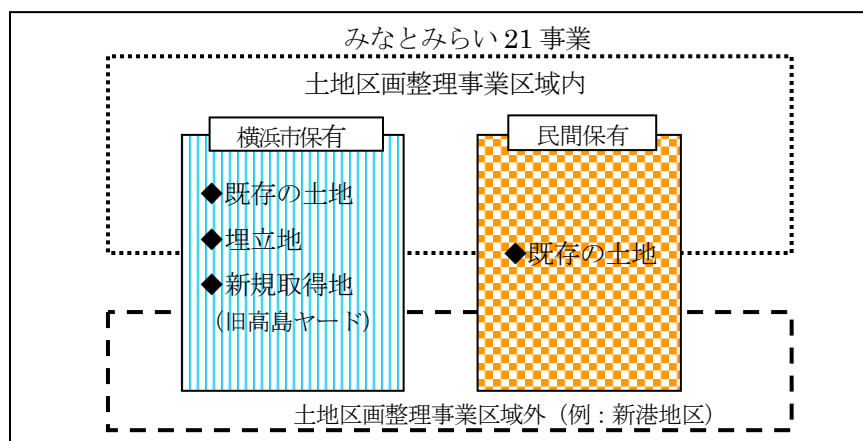 みなとみらい21事業
土地区画整理事業区域内
横浜市保有
◆既存の土地
◆埋立地
◆新規取得地
(旧高島ヤード)
民間保有
◆既存の土地
土地区画整理事業区域外(例:新港地区)